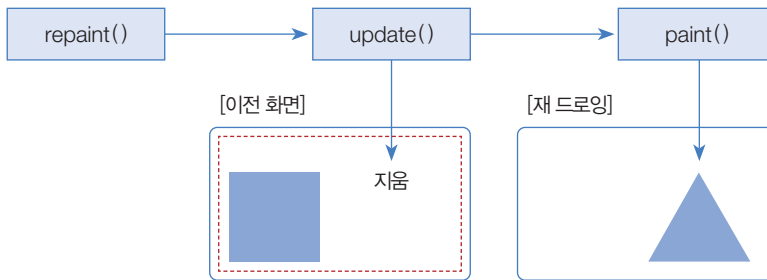 repaint() update() paint()
[이전 화면] [재 드로잉]
지움